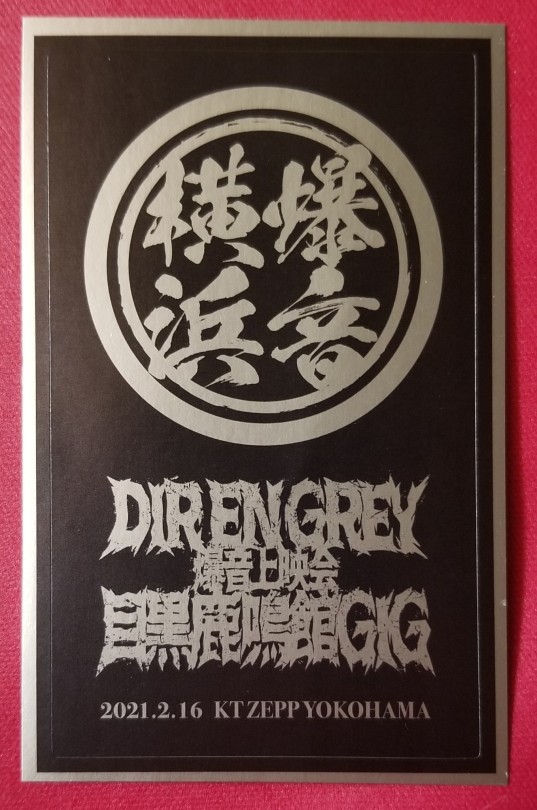 爆音
横浜
DIR EN GREY
爆音上映会
目黒鹿鳴館GIG
2021.2.16 KT ZEPP YOKOHAMA